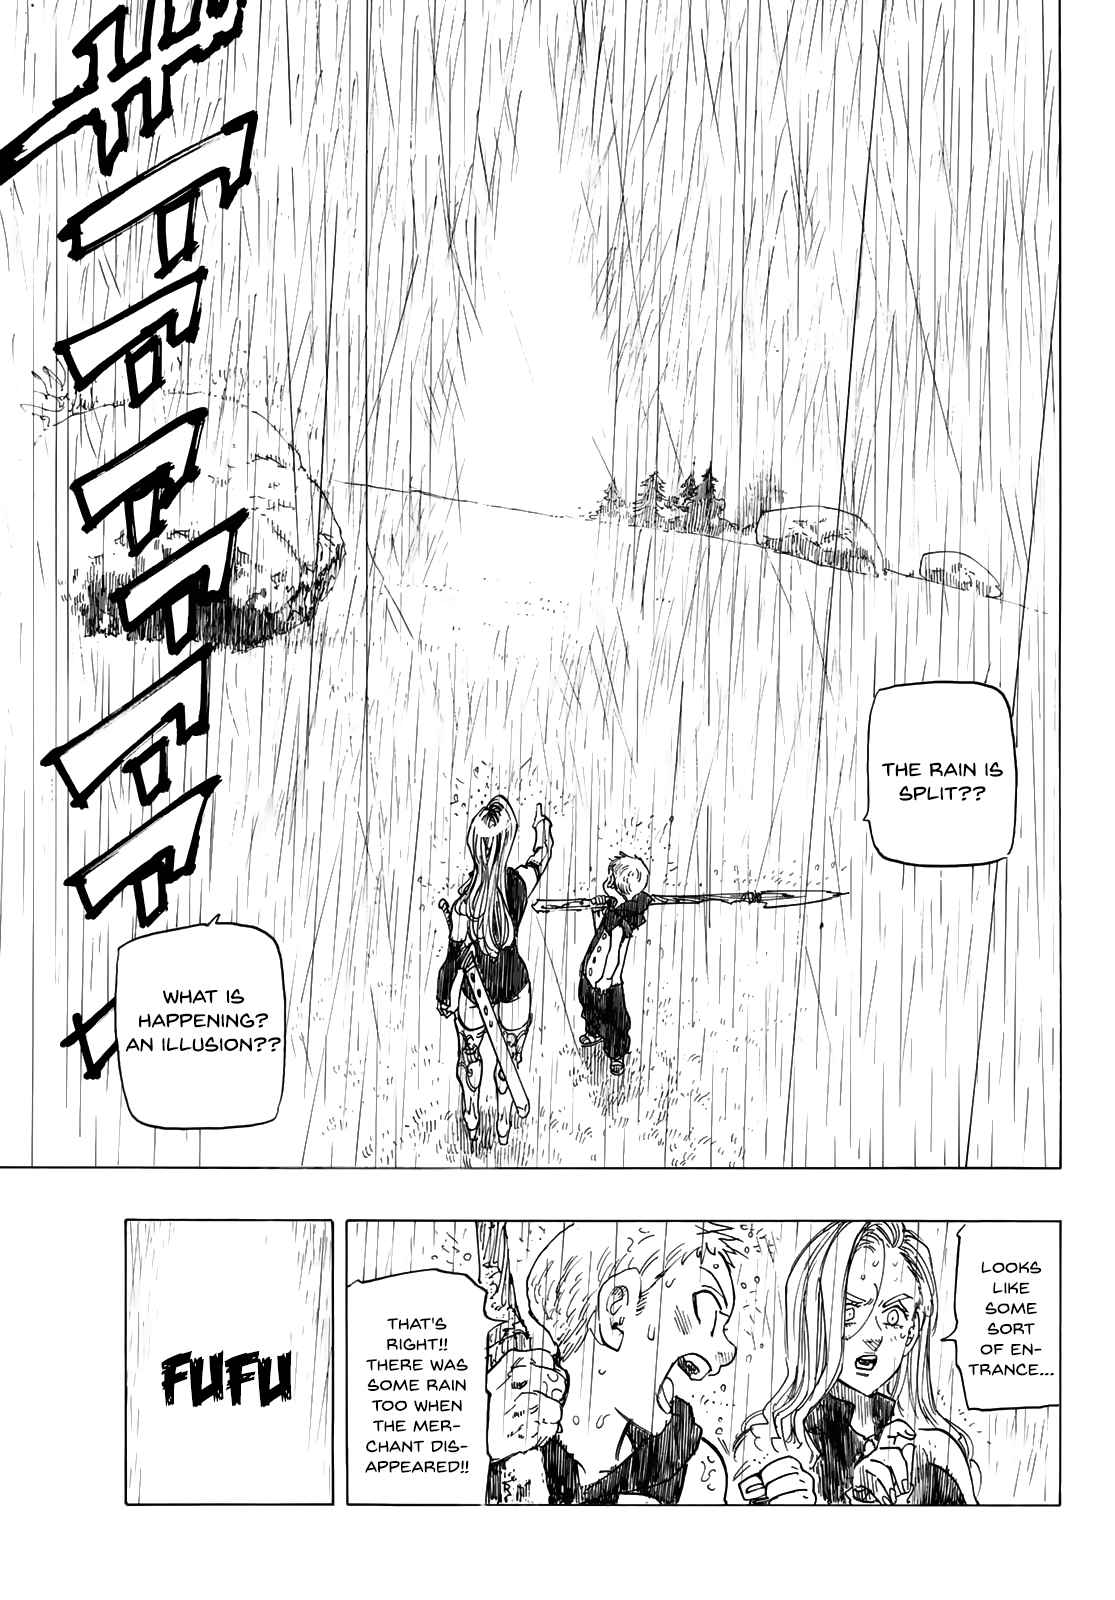 THE RAIN IS
SPLIT??
WHAT IS
HAPPENING?
AN ILLUSION??
LOOKS
LIKE
SOME
SORT
OF EN-
TRANCE...
THAT'S
RIGHT!!
THERE WAS
SOME RAIN
TOO WHEN
THE MER-
CHANT DIS-
APPEARED!!
FUFU